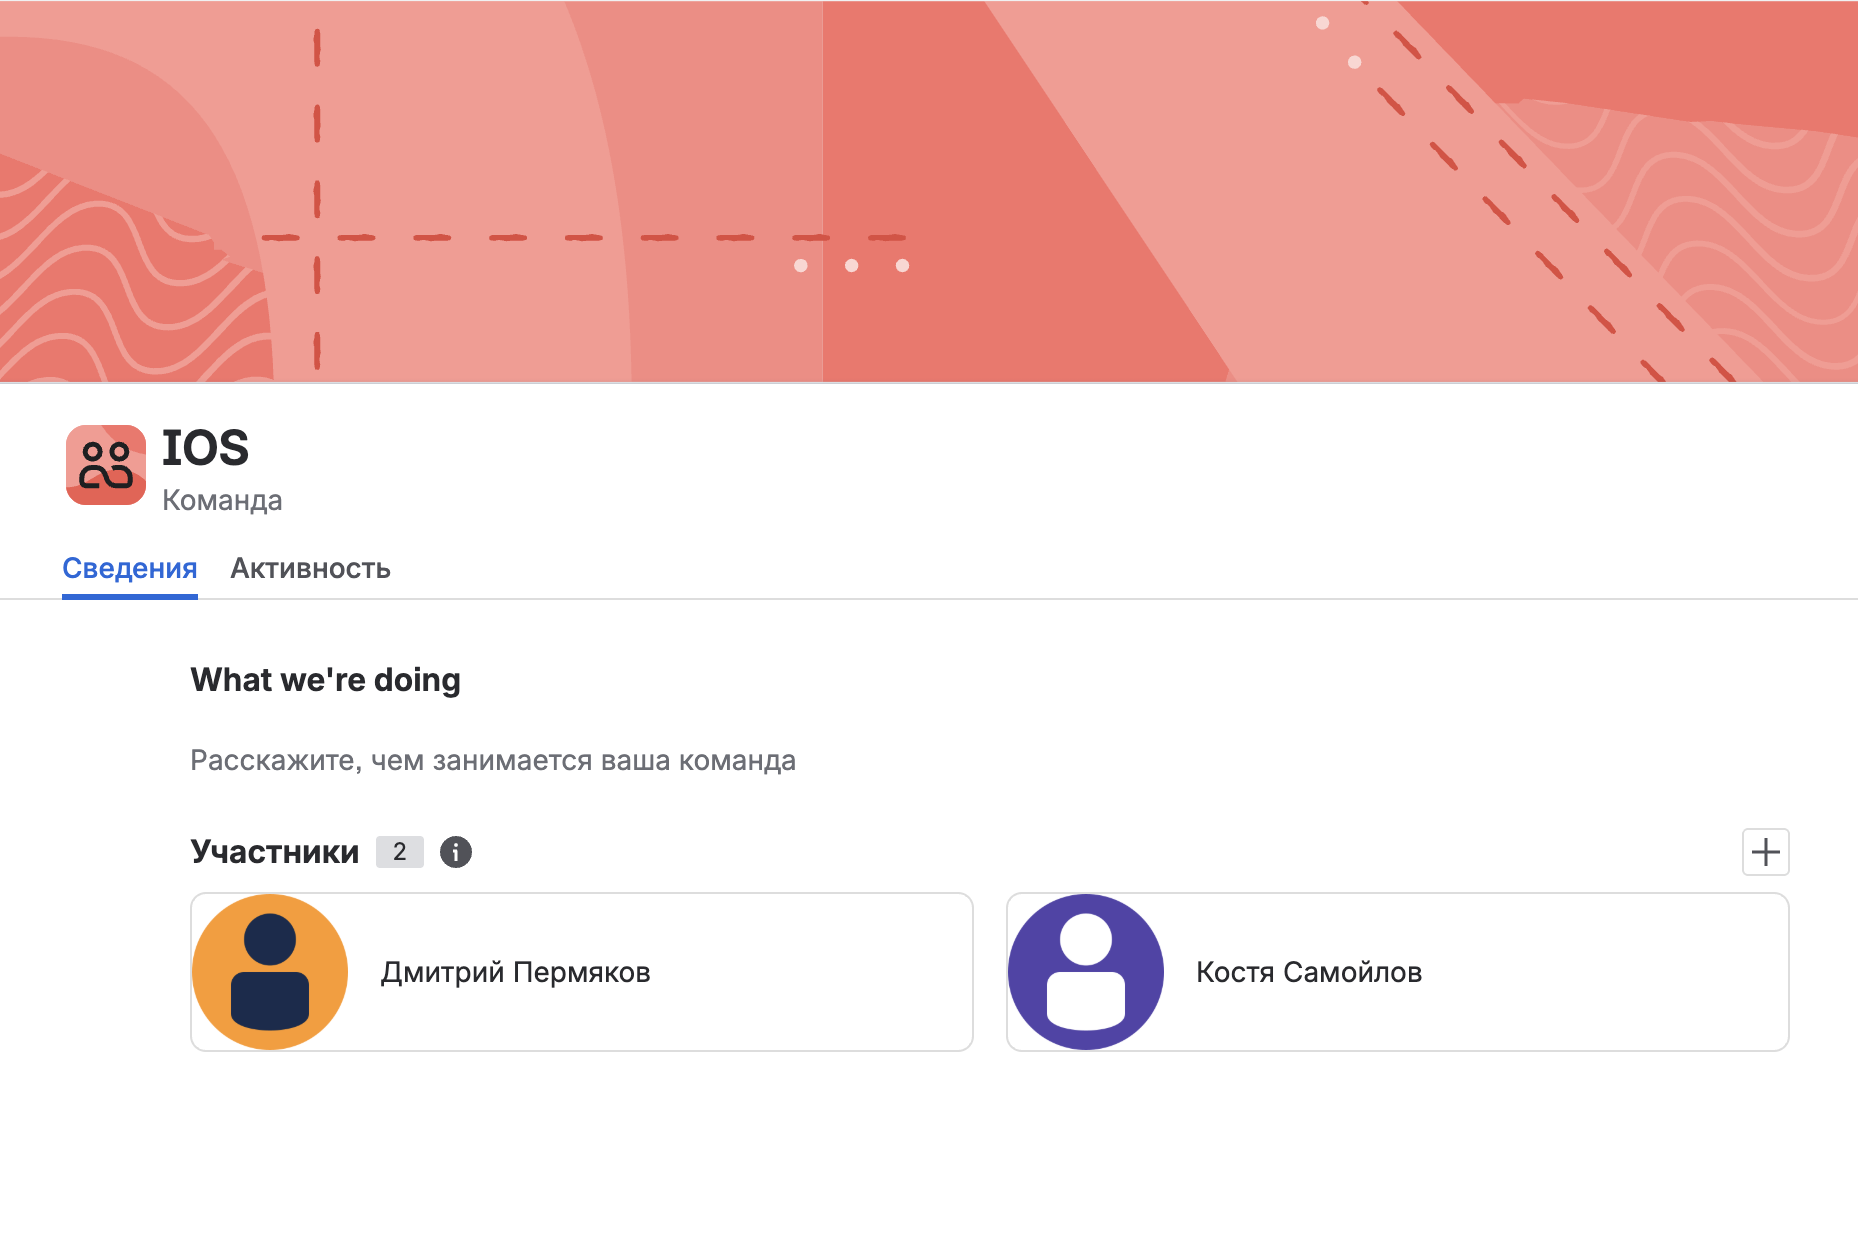 IOS
Команда
Сведения Активность
What we're doing
Расскажите, чем занимается ваша команда
Участники 2
Дмитрий Пермяков
Костя Самойлов